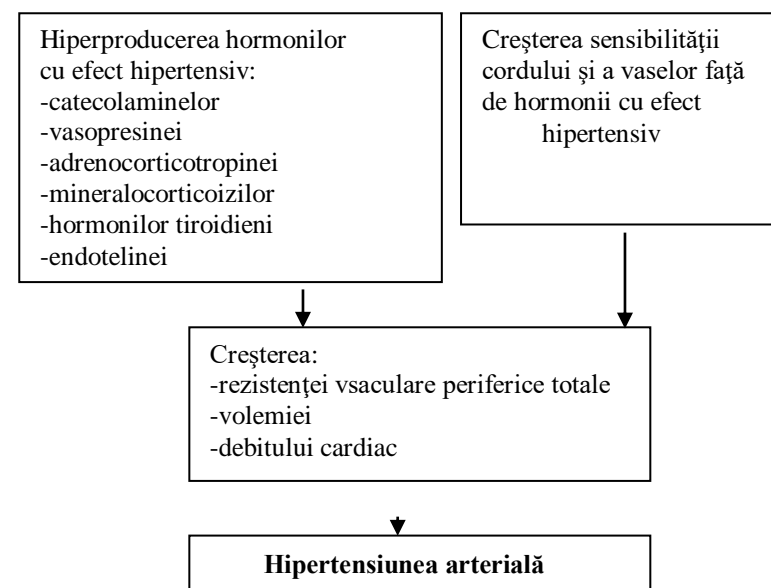 Hiperproducerea hormonilor
cu efect hipertensiv:
-catecolaminelor
-vasopresinei
-adrenocorticotropinei
-mineralocorticoizilor
-hormonilor tiroidieni
-endotelinei
Creşterea sensibilităţii
cordului şi a vaselor faţă
de hormonii cu efect
hipertensiv
Creşterea:
-rezistenţei vsaculare periferice totale
-volemiei
-debitului cardiac
Hipertensiunea arterială